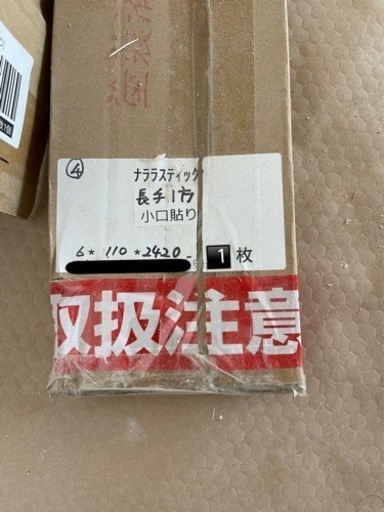 ④
ナララスティック
長手1方
小口貼り
6* 110 *2420
1枚
取扱注意